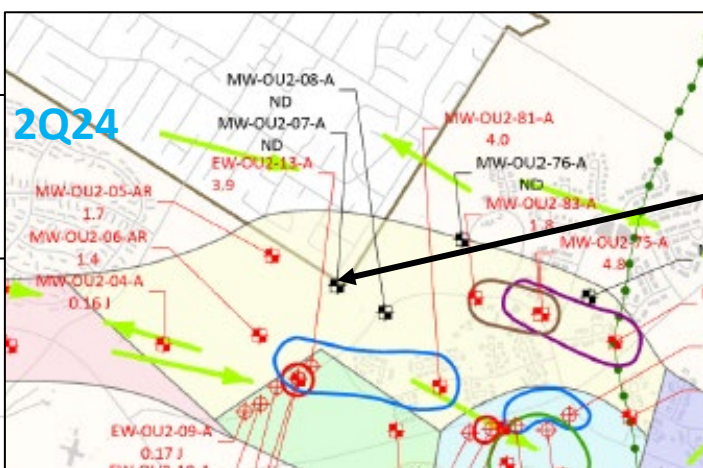 2Q24
MW-OU2-08-A
ND
MW-OU2-07-A
ND
EW-OU2-13-A
3.9
MW-OU2-81-A
4.0
MW-OU2-76-A
ND
MW-OU2-83-A
1.8
MW-OU2-75-A
4.8
MW-OU2-05-AR
1.7
MW-OU2-06-AR
1.4
MW-OU2-04-A
0.16 J
EW-OU2-09-A
0.17 J